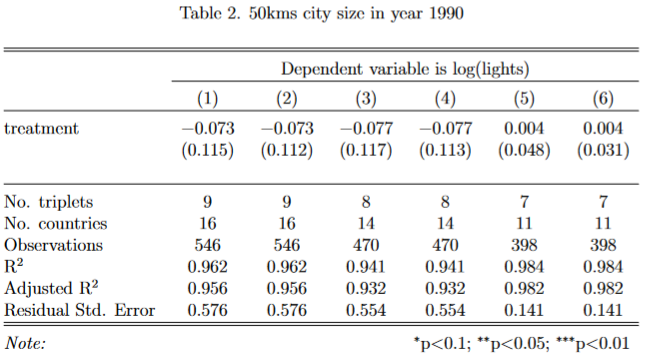 Table 2. 50kms city size in year 1990
Dependent variable is log(lights)
(1) (2) (3) (4) (5) (6)
treatment −0.073 −0.073 −0.077 −0.077 0.004 0.004
(0.115) (0.112) (0.117) (0.113) (0.048) (0.031)
No. triplets 9 9 8 8 7 7
No. countries 16 16 14 14 11 11
Observations 546 546 470 470 398 398
R² 0.962 0.962 0.941 0.941 0.984 0.984
Adjusted R² 0.956 0.956 0.932 0.932 0.982 0.982
Residual Std. Error 0.576 0.576 0.554 0.554 0.141 0.141
Note: *p<0.1; **p<0.05; ***p<0.01